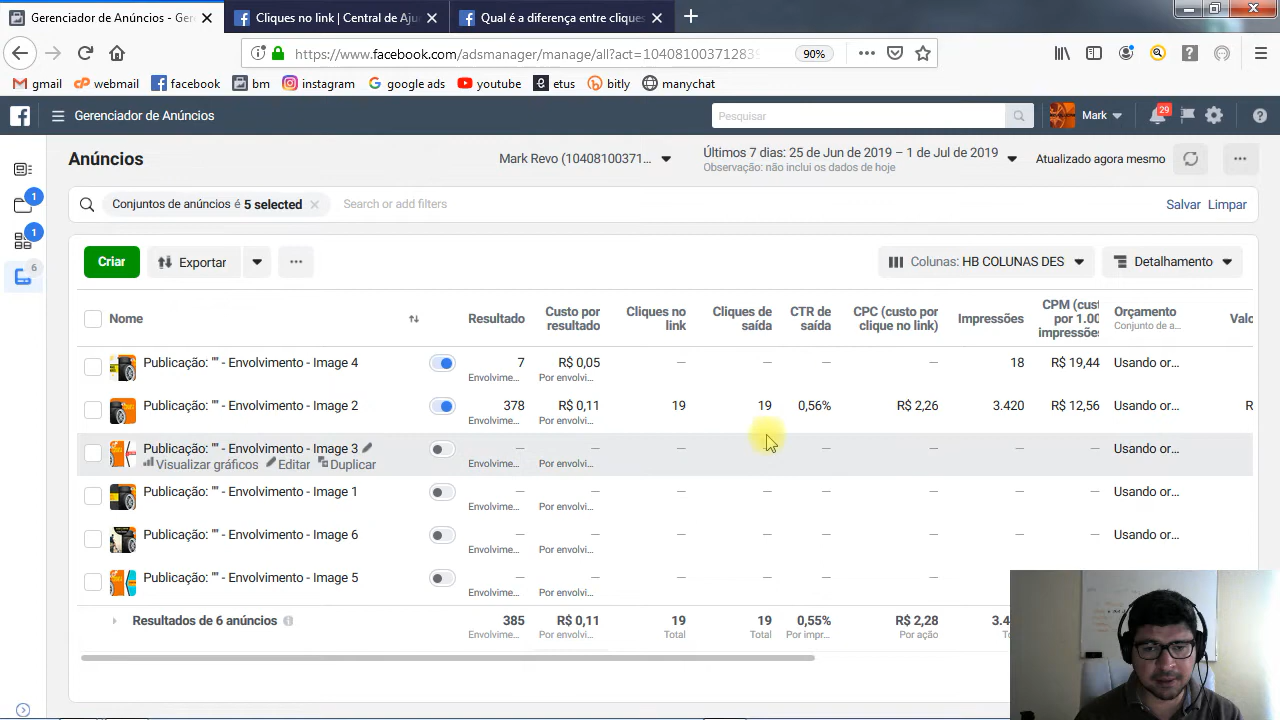 Gerenciador de Anúncios - Gere
Cliques no link | Central de Aju
Qual é a diferença entre cliques
https://www.facebook.com/adsmanager/manage/all?act=10408100371283
90%
gmail
webmail
facebook
bm
instagram
google ads
youtube
etus
bitly
manychat
Gerenciador de Anúncios
Pesquisar
Mark
29
Anúncios
Mark Revo (10408100371...
Últimos 7 dias: 25 de Jun de 2019 – 1 de Jul de 2019
Observação: não inclui os dados de hoje
Atualizado agora mesmo
1
Conjuntos de anúncios é 5 selected
Search or add filters
Salvar
Limpar
1
6
Criar
Exportar
Colunas: HB COLUNAS DES
Detalhamento
Nome
Resultado
Custo por resultado
Cliques no link
Cliques de saída
CTR de saída
CPC (custo por clique no link)
Impressões
CPM (cust por 1.00 impressões
Orçamento
Conjunto de a...
Valo
Publicação: "" - Envolvimento - Image 4
7
Envolvime...
R$ 0,05
Por envolvi...
—
—
—
—
18
R$ 19,44
Usando or...
Publicação: "" - Envolvimento - Image 2
378
Envolvime...
R$ 0,11
Por envolvi...
19
19
0,56%
R$ 2,26
3.420
R$ 12,56
Usando or...
R
Publicação: "" - Envolvimento - Image 3
Visualizar gráficos
Editar
Duplicar
—
Envolvime...
—
Por envolvi...
—
—
—
—
—
—
Usando or...
Publicação: "" - Envolvimento - Image 1
—
Envolvime...
—
Por envolvi...
—
—
—
—
—
—
Usando or...
Publicação: "" - Envolvimento - Image 6
—
Envolvime...
—
Por envolvi...
—
—
—
—
—
—
Usando or...
Publicação: "" - Envolvimento - Image 5
—
Envolvime...
—
Por envolvi...
—
—
—
—
Resultados de 6 anúncios
385
Envolvime...
R$ 0,11
Por envolvi...
19
Total
19
Total
0,55%
Por impr...
R$ 2,28
Por ação
3.4
To